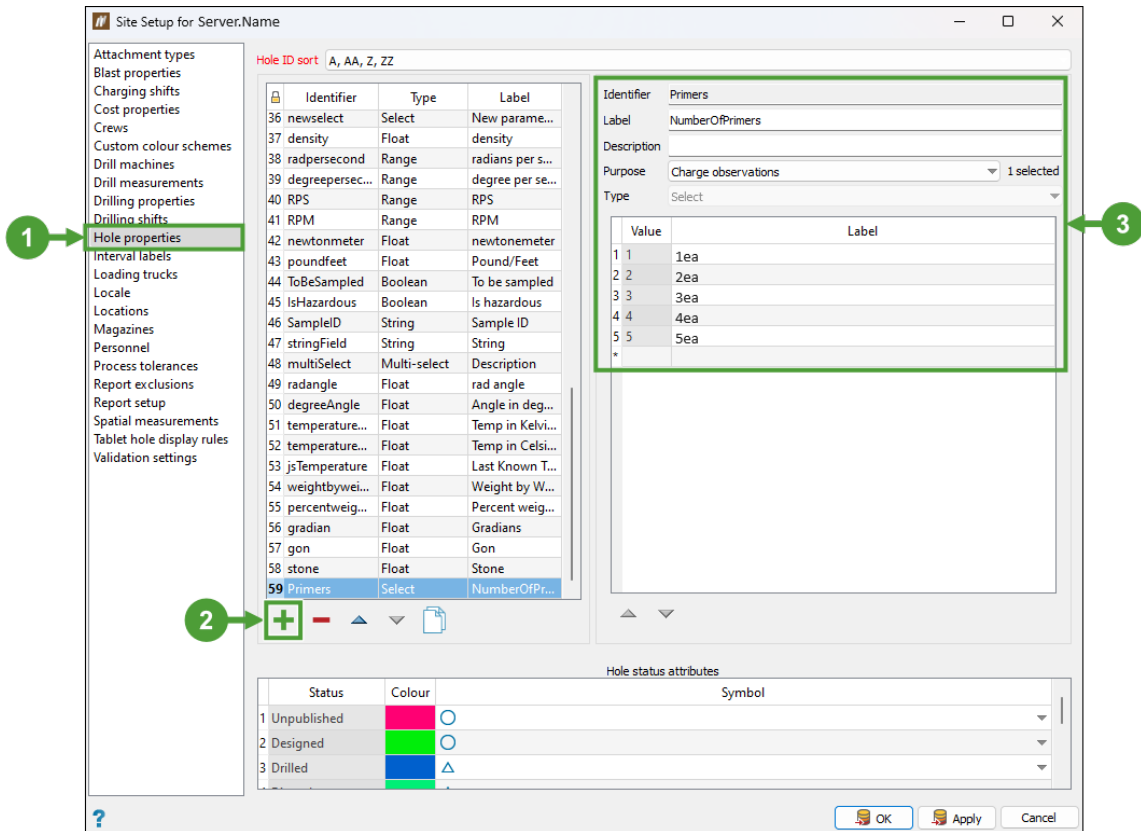 Site Setup for Server.Name
Attachment types
Blast properties
Charging shifts
Cost properties
Crews
Custom colour schemes
Drill machines
Drill measurements
Drilling properties
Drilling shifts
Hole properties
Interval labels
Loading trucks
Locale
Locations
Magazines
Personnel
Process tolerances
Report exclusions
Report setup
Spatial measurements
Tablet hole display rules
Validation settings
1
Hole ID sort A, AA, Z, ZZ
Identifier Type Label
36 newselect Select New parame...
37 density Float density
38 radpersecond Range radians per s...
39 degreepersec... Range degree per se...
40 RPS Range RPS
41 RPM Range RPM
42 newtonmeter Float newtonemeter
43 poundfeet Float Pound/Feet
44 ToBeSampled Boolean To be sampled
45 IsHazardous Boolean Is hazardous
46 SampleID String Sample ID
47 stringField String String
48 multiSelect Multi-select Description
49 radangle Float rad angle
50 degreeAngle Float Angle in deg...
51 temperature... Float Temp in Kelvi...
52 temperature... Float Temp in Celsi...
53 jsTemperature Float Last Known T...
54 weightbywei... Float Weight by W...
55 percentweig... Float Percent weig...
56 gradian Float Gradians
57 gon Float Gon
58 stone Float Stone
59 Primers Select NumberOfPr...
2
Identifier Primers
Label NumberOfPrimers
Description
Purpose Charge observations 1 selected
Type Select
Value Label
1 1 1ea
2 2 2ea
3 3 3ea
4 4 4ea
5 5 5ea
*
3
Hole status attributes
Status Colour Symbol
1 Unpublished
2 Designed
3 Drilled
? OK Apply Cancel